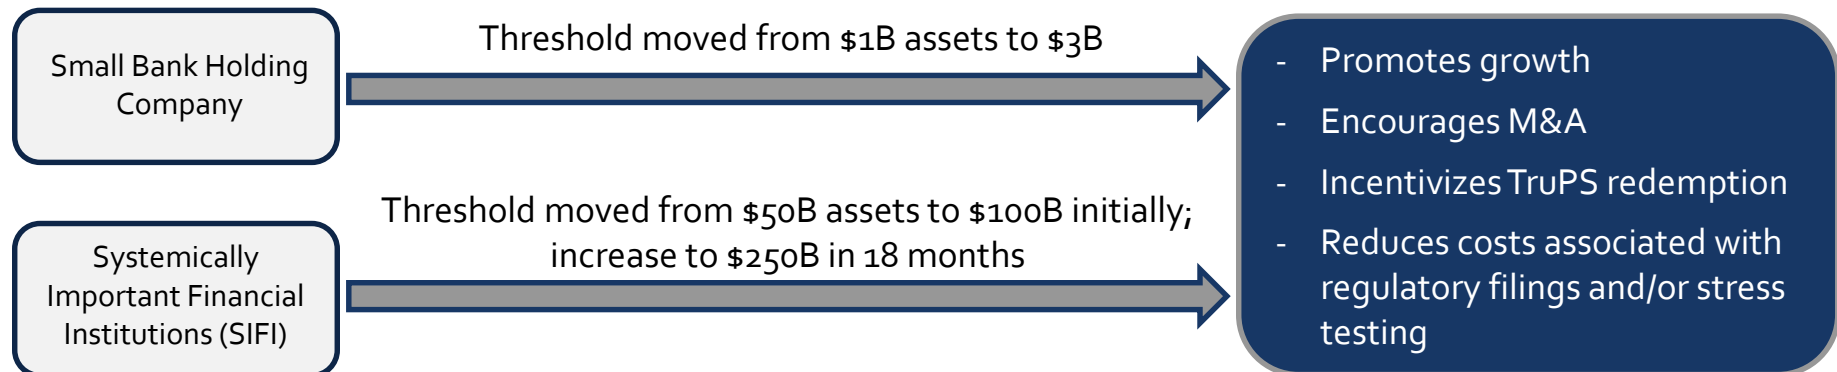 Small Bank Holding
Company
Threshold moved from $1B assets to $3B
Systemically
Important Financial
Institutions (SIFI)
Threshold moved from $50B assets to $100B initially;
increase to $250B in 18 months
- Promotes growth
- Encourages M&A
- Incentivizes TruPS redemption
- Reduces costs associated with
regulatory filings and/or stress
testing